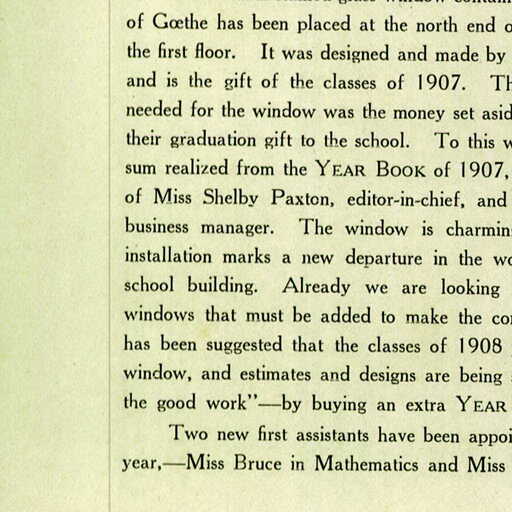 of Gœthe has been placed at the north end
the first floor. It was designed and made by
and is the gift of the classes of 1907.
needed for the window was the money set
their graduation gift to the school. To this
sum realized from the YEAR BOOK of 1907,
of Miss Shelby Paxton, editor-in-chief, and
business manager. The window is
installation marks a new departure in the
school building. Already we are looking
windows that must be added to make the
has been suggested that the classes of 1908
window, and estimates and designs are being
the good work"—by buying an extra YEAR
Two new first assistants have been
year,—Miss Bruce in Mathematics and Miss